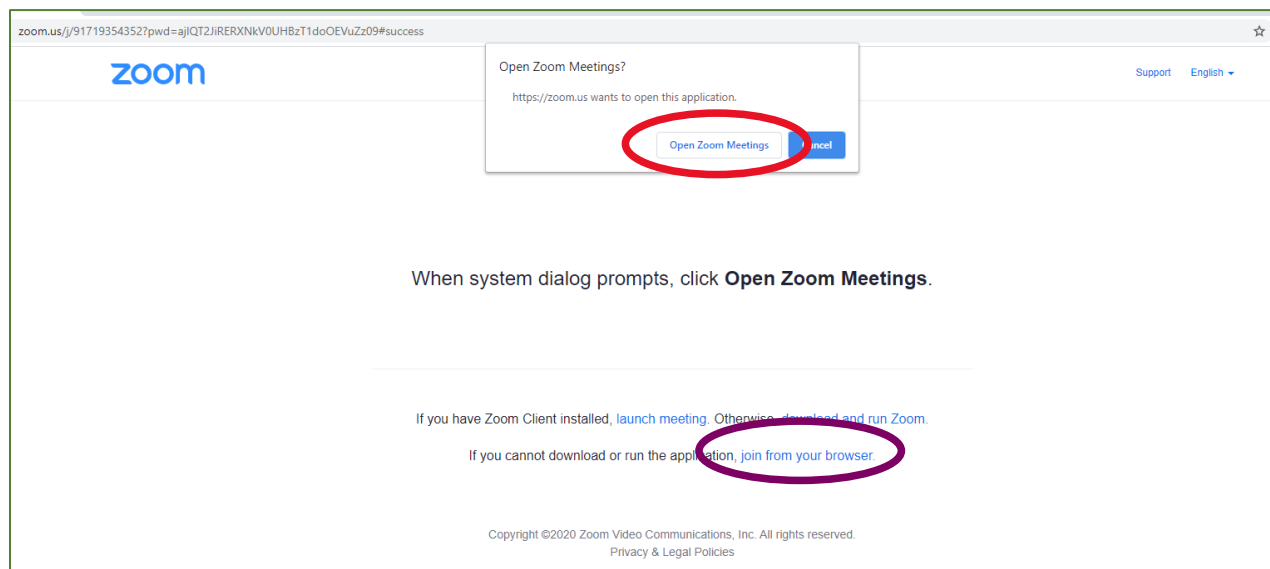 zoom.us/j/91719354352?pwd=ajlQT2JiRERXNkV0UHBzT1doOEVuZz09#success
zoom
Open Zoom Meetings?
https://zoom.us wants to open this application.
Open Zoom Meetings
Cancel
Support English
When system dialog prompts, click Open Zoom Meetings.
If you have Zoom Client installed, launch meeting. Otherwise, download and run Zoom.
If you cannot download or run the application, join from your browser.
Copyright ©2020 Zoom Video Communications, Inc. All rights reserved.
Privacy & Legal Policies